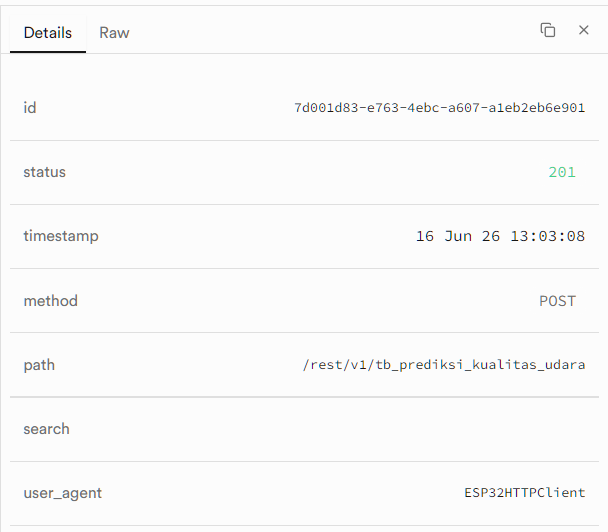 Details Raw
id 7d001d83-e763-4ebc-a607-a1eb2eb6e901
status 201
timestamp 16 Jun 26 13:03:08
method POST
path /rest/v1/tb_prediksi_kualitas_udara
search
user_agent ESP32HTTPClient